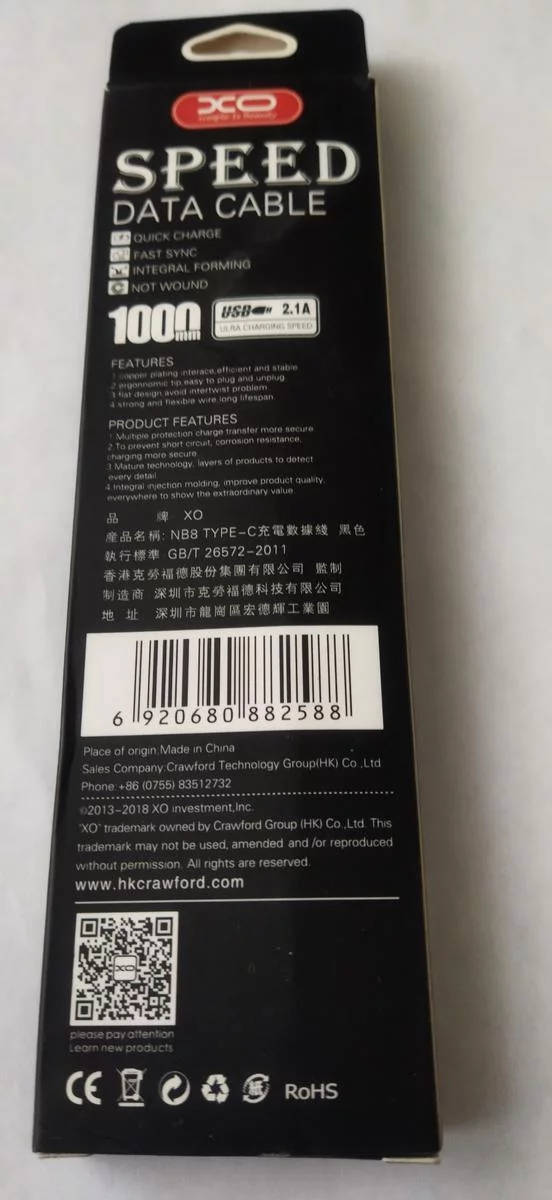 XO
Simple Is Beauty
SPEED
DATA CABLE
QUICK CHARGE
FAST SYNC
INTEGRAL FORMING
NOT WOUND
1000mm
USB 2.1A
ULRA CHARGING SPEED
FEATURES
1 copper plating interace,efficient and stable
2 ergonnomic tip,easy to plug and unplug
3 flat design,avoid intertwist problem
4 strong and flexible wire,long lifespan
PRODUCT FEATURES
1 Multiple protection charge transfer more secure
2 To prevent short circuit, corrosion resistance,
charging more secure
3 Mature technology, layers of products to detect
every detail
4.Integral injection molding, improve product quality.
everywhere to show the extraordinary value
品 牌 XO
產品名稱: NB8 TYPE-C充電數據綫 黑色
執行標準 GB/T 26572-2011
香港克勞福德股份集團有限公司 監制
制造商 深圳市克勞福德科技有限公司
地 址 深圳市龍崗區宏德輝工業園
6 920680 882588
Place of origin:Made in China
Sales Company:Crawford Technology Group(HK) Co.,Ltd
Phone:+86 (0755) 83512732
©2013-2018 XO investment,Inc.
"XO" trademark owned by Crawford Group (HK) Co.,Ltd. This
trademark may not be used, amended and /or reproduced
without permission. All rights are reserved.
www.hkcrawford.com
XO
please pay attention
Learn new products
CE 紙 RoHS